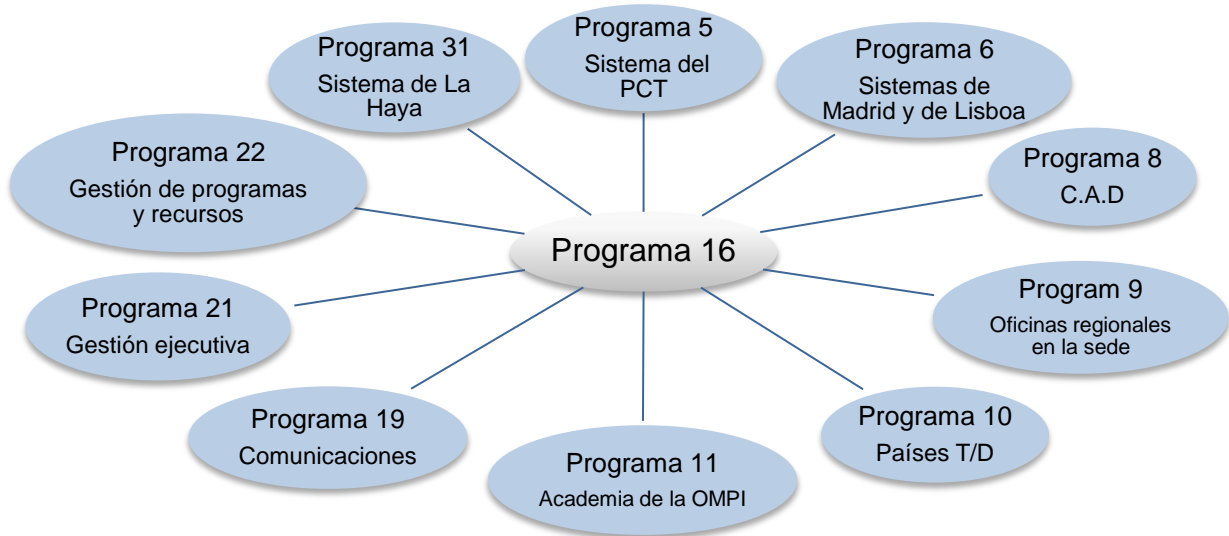 Programa 5
Sistema del
PCT
Programa 31
Sistema de La
Haya
Programa 6
Sistemas de
Madrid y de Lisboa
Programa 22
Gestión de programas
y recursos
Programa 8
C.A.D
Programa 16
Programa 21
Gestión ejecutiva
Program 9
Oficinas regionales
en la sede
Programa 19
Comunicaciones
Programa 10
Países T/D
Programa 11
Academia de la OMPI